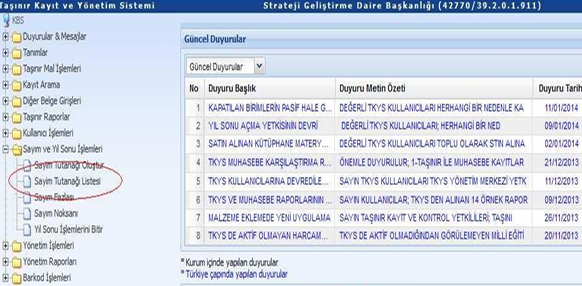 Taşınır Kayıt ve Yönetim Sistemi
Strateji Geliştirme Daire Başkanlığı (42770/39.2.0.1.911)
KBS
Duyurular & Mesajlar
Tanımlar
Taşınır Mal İşlemleri
Kayıt Arama
Diğer Belge Girişleri
Taşınır Raporlar
Kullanıcı İşlemleri
Sayım ve Yıl Sonu İşlemleri
Sayım Tutanağı Oluştur
Sayım Tutanağı Listesi
Sayım Fazlası
Sayım Noksanı
Yıl Sonu İşlemlerini Bitir
Yönetim İşlemleri
Yönetim Raporları
Barkod İşlemleri
Güncel Duyurular
Güncel Duyurular
No Duyuru Başlık Duyuru Metin Özeti Duyuru Tarih
1 KAPATILAN BİRİMLERİN PASİF HALE G... DEĞERLİ TKYS KULLANICILARI HERHANGİ BİR NEDENLE KA 11/01/2014
2 YIL SONU AÇMA YETKİSİNİN DEVRİ DEĞERLİ TKYS KULLANICILARI; HERHANGİ BİR NED 09/01/2014
3 SATIN ALINAN KÜTÜPHANE MATERY... DEĞERLİ TKYS KULLANICILARI TOPLU OLARAK STIN ALINA 02/01/2014
4 TKYS MUHASEBE KARŞILAŞTIRMA R... ÖNEMLE DUYURULUR; 1-TAŞINIR İLE MUHASEBE KAYITLAR 21/12/2013
5 TKYS KULLANICILARINA DEVREDİLE... SAYIN TKYS KULLANICILARI TKYS YÖNETİM MERKEZİ YETK 11/12/2013
6 TKYS VE MUHASEBE RAPORLARININ ... SAYIN TKYS KULLANICILARI; TKYS DEN ALINAN 14 ÖRNEK RAPOR 09/12/2013
7 MALZEME EKLEMEDE YENİ UYGULAMA SAYIN TAŞINIR KAYIT VE KONTROL YETKİLİLERİ; TAŞINI 26/11/2013
8 TKYS DE AKTİF OLMAYAN HARCAM... TKYS DE AKTİF OLMADIĞINDAN GÖRÜLEMEYEN MİLLİ EĞİTİ 20/11/2013
* Kurum içinde yapılan duyurular
* Türkiye çapında yapılan duyurular